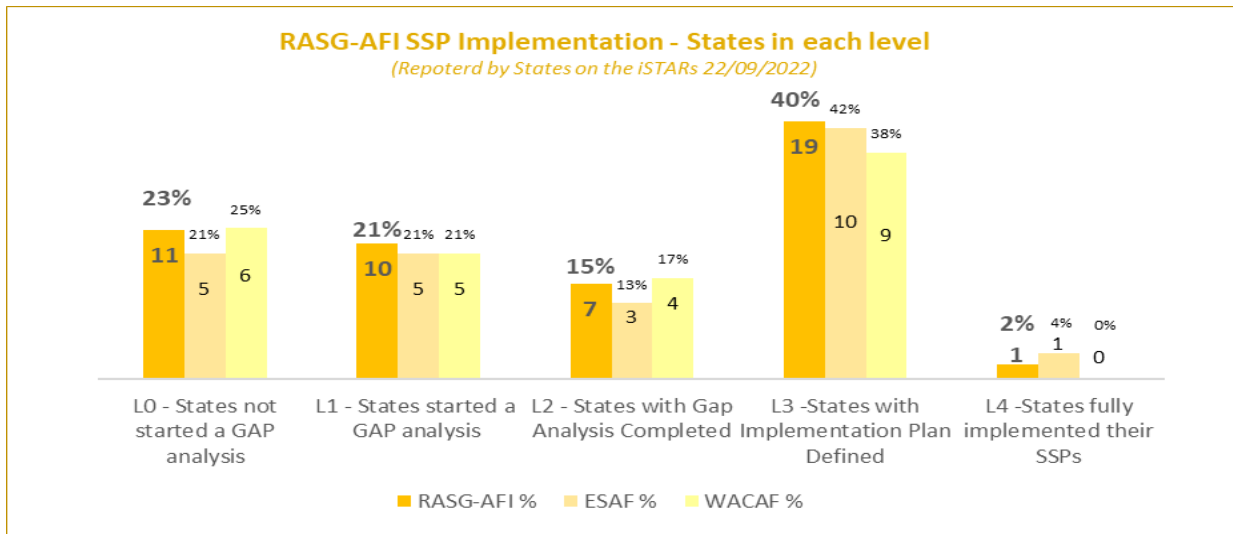 RASG-AFI SSP Implementation - States in each level
(Repoterd by States on the iSTARs 22/09/2022)
23%
11
21%
5
25%
6
21%
10
21%
5
21%
5
15%
7
13%
3
17%
4
40%
19
42%
10
38%
9
2%
1
4%
1
0%
0
L0 - States not
started a GAP
analysis
L1 - States started a
GAP analysis
L2 - States with Gap
Analysis Completed
L3 -States with
Implementation Plan
Defined
L4 -States fully
implemented their
SSPs
RASG-AFI %
ESAF %
WACAF %